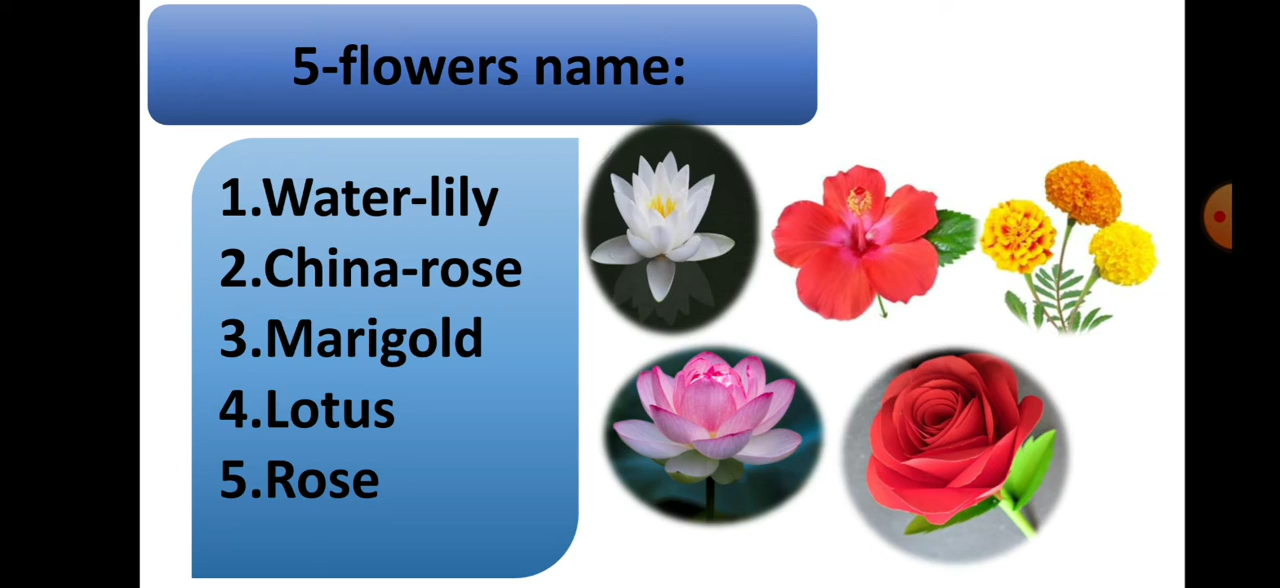 5-flowers name:
1.Water-lily
2.China-rose
3.Marigold
4.Lotus
5.Rose